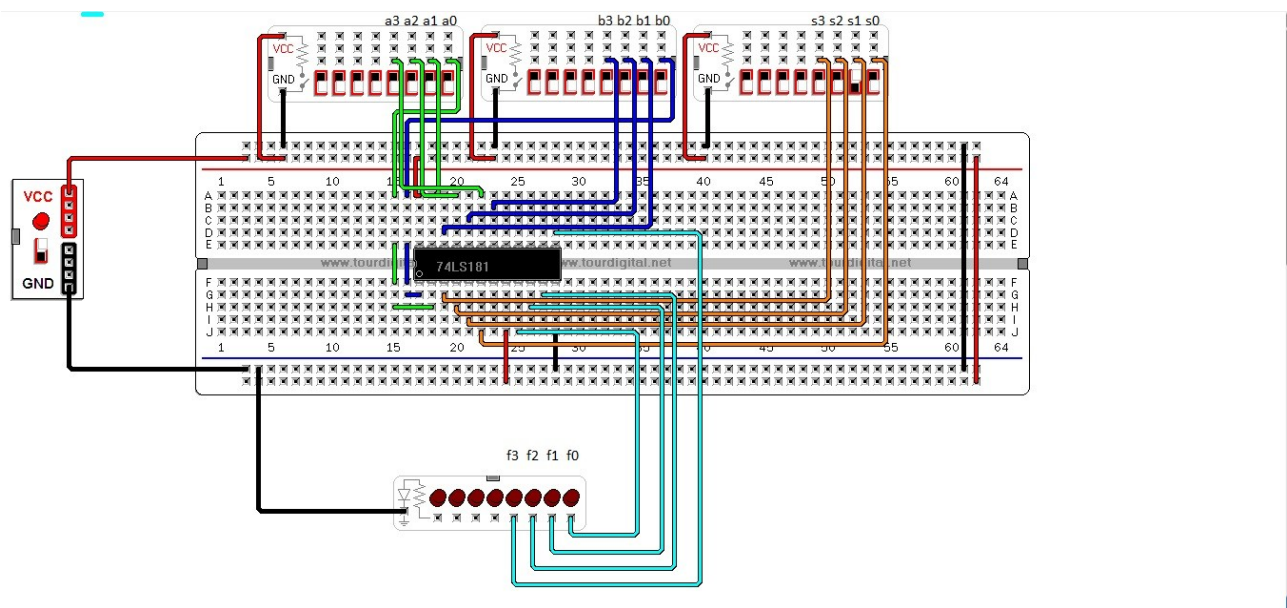 a3 a2 a1 a0
b3 b2 b1 b0
s3 s2 s1 s0
VCC
VCC
VCC
GND
GND
GND
1 5 10 15 20 25 30 35 40 45 50 55 60 64
A A
B B
C C
D D
E E
VCC
GND
www.tourdigital.net
74LS181
www.tourdigital.net
F F
G G
H H
I I
J J
1 5 10 15 20 25 30 35 40 45 50 55 60 64
f3 f2 f1 f0